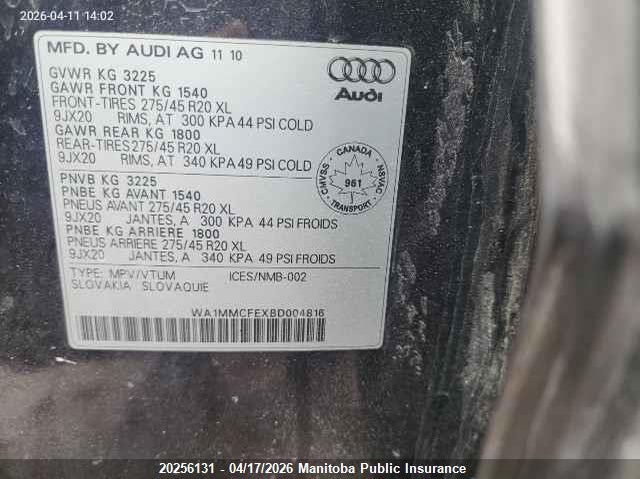 2026-04-11 14:02
MFD. BY AUDI AG 11 10
GVWR KG 3225
GAWR FRONT KG 1540
FRONT-TIRES 275/45 R20 XL
9JX20 RIMS, AT 300 KPA 44 PSI COLD
GAWR REAR KG 1800
REAR-TIRES 275/45 R20 XL
9JX20 RIMS, AT 340 KPA 49 PSI COLD
Audi
PNVB KG 3225
PNBE KG AVANT 1540
PNEUS AVANT 275/45 R20 XL
9JX20 JANTES, A 300 KPA 44 PSI FROIDS
PNBE KG ARRIERE 1800
PNEUS ARRIERE 275/45 R20 XL
9JX20 JANTES, A 340 KPA 49 PSI FROIDS
CANADA
CMVSS
961
NSVAC
TRANSPORT
TYPE: MPV/VTUM ICES/NMB-002
SLOVAKIA SLOVAQUIE
WA1MMCFEXBD004816
20256131 - 04/17/2026 Manitoba Public Insurance